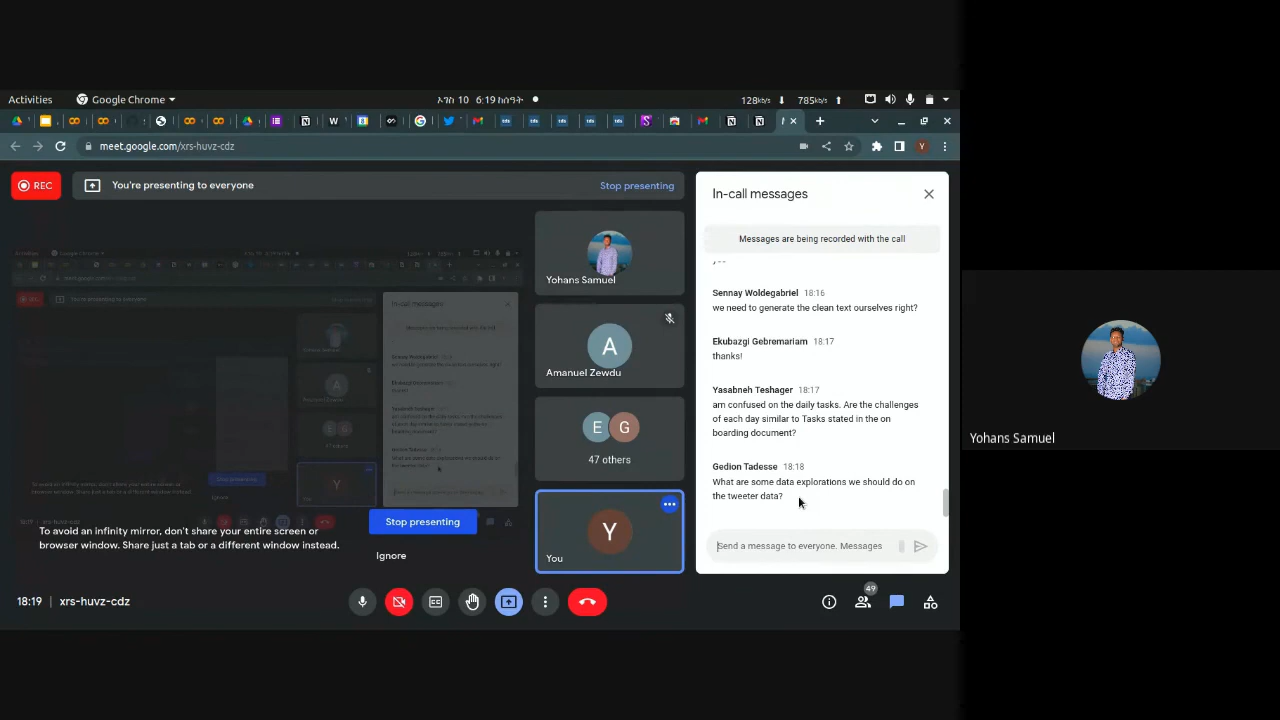 Activities
Google Chrome
128kb/s
785kb/s
meet.google.com/xrs-huvz-cdz
Y
REC
You're presenting to everyone
Stop presenting
In-call messages
Messages are being recorded with the call
Sennay Woldegabriel 18:16
we need to generate the clean text ourselves right?
Ekubazgi Gebremariam 18:17
thanks!
Yasabneh Teshager 18:17
am confused on the daily tasks. Are the challenges
of each day similar to Tasks stated in the on
boarding document?
Gedion Tadesse 18:18
What are some data explorations we should do on
the tweeter data?
Send a message to everyone. Messages
Yohans Samuel
A
Amanuel Zewdu
E G
47 others
Y
You
To avoid an infinity mirror, don't share your entire screen or
browser window. Share just a tab or a different window instead.
Stop presenting
Ignore
18:19 | xrs-huvz-cdz
49
Yohans Samuel